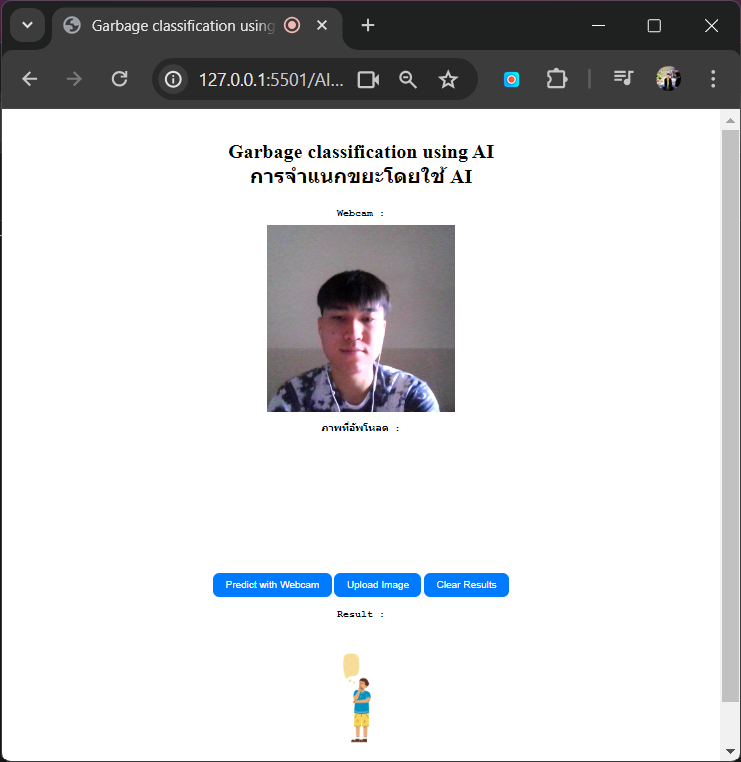 Garbage classification using
127.0.0.1:5501/AI...
Garbage classification using AI
การจำแนกขยะโดยใช้ AI
Webcam :
ภาพที่อัพโหลด :
Predict with Webcam
Upload Image
Clear Results
Result :